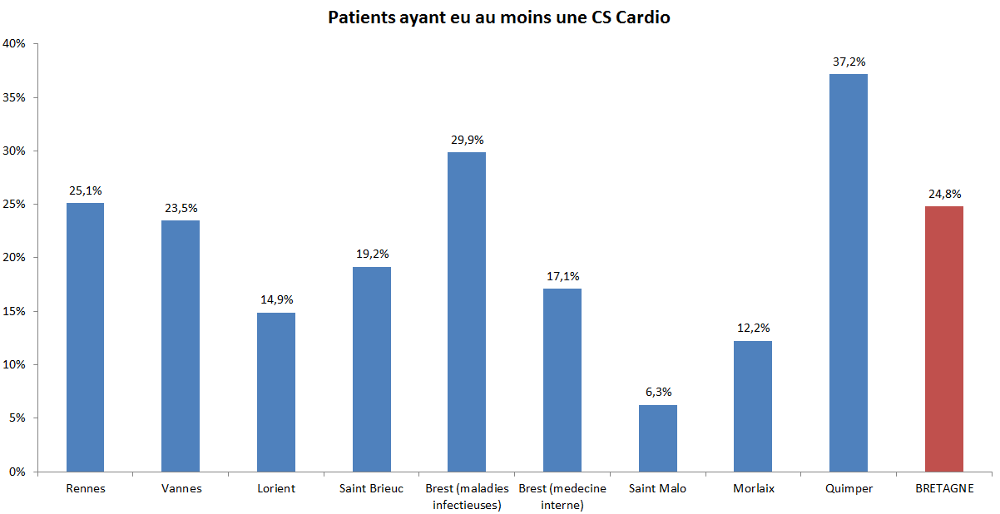 Patients ayant eu au moins une CS Cardio
40%
35%
30%
25%
20%
15%
10%
5%
0%
25,1%
23,5%
14,9%
19,2%
29,9%
17,1%
6,3%
12,2%
37,2%
24,8%
Rennes
Vannes
Lorient
Saint Brieuc
Brest (maladies
infectieuses)
Brest (medecine
interne)
Saint Malo
Morlaix
Quimper
BRETAGNE